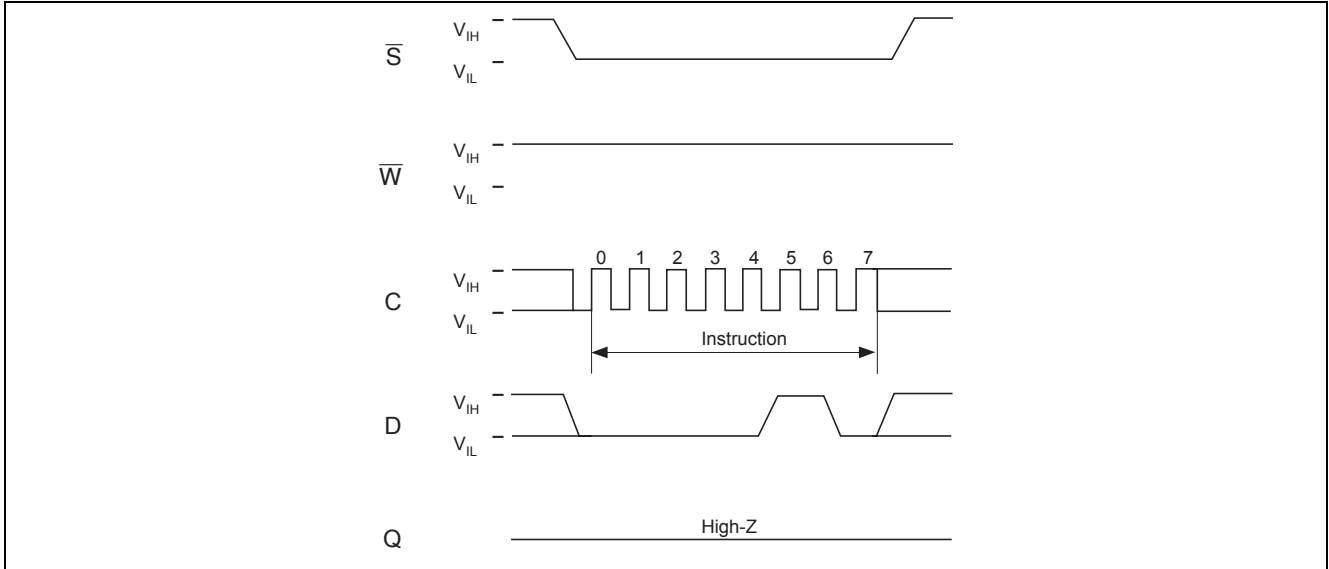 S̅
V_IH
V_IL
W̅
V_IH
V_IL
0 1 2 3 4 5 6 7
C
V_IH
V_IL
Instruction
D
V_IH
V_IL
High-Z
Q